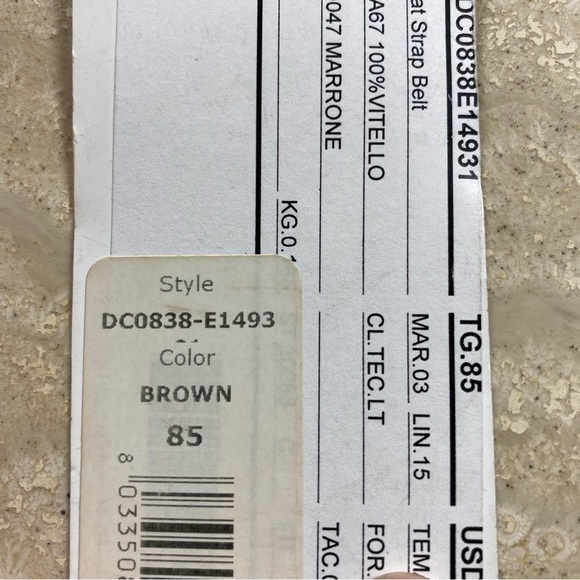 DC0838E14931 TG.85 USD
at Strap Belt MAR.03 LIN.15 TEM
A67 100%VITELLO CL.TEC.LT FOR.
047 MARRONE TAC.
KG.0.
Style
DC0838-E1493
Color
BROWN
85
8 033508